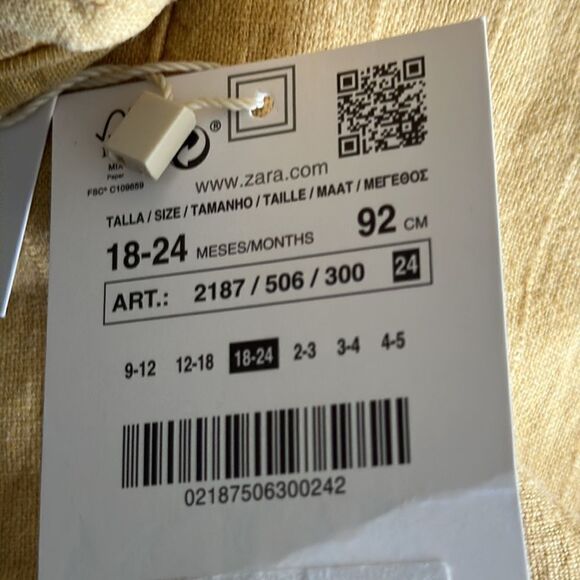 MIX
Paper
FSC® C109659
®
www.zara.com
TALLA / SIZE / TAMANHO / TAILLE / MAAT / ΜΕΓΕΘΟΣ
18-24 MESES/MONTHS 92 CM
ART.: 2187 / 506 / 300 24
9-12 12-18 18-24 2-3 3-4 4-5
02187506300242